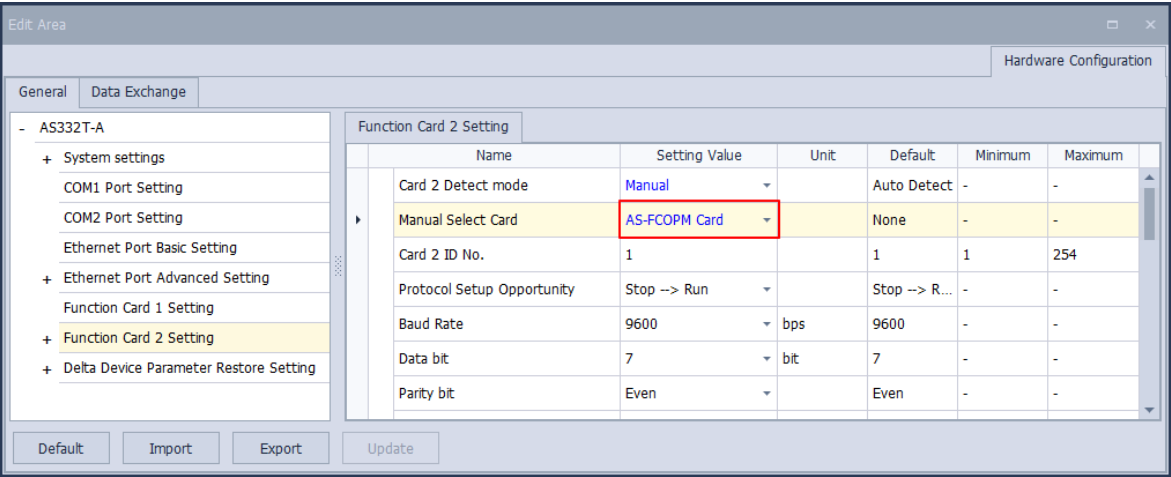 Edit Area
Hardware Configuration
General Data Exchange
- AS332T-A
+ System settings
COM1 Port Setting
COM2 Port Setting
Ethernet Port Basic Setting
+ Ethernet Port Advanced Setting
Function Card 1 Setting
+ Function Card 2 Setting
+ Delta Device Parameter Restore Setting
Function Card 2 Setting
Name Setting Value Unit Default Minimum Maximum
Card 2 Detect mode Manual Auto Detect - -
Manual Select Card AS-FCOPM Card None - -
Card 2 ID No. 1 1 1 254
Protocol Setup Opportunity Stop --> Run Stop --> R... - -
Baud Rate 9600 bps 9600 - -
Data bit 7 bit 7 - -
Parity bit Even Even - -
Default Import Export Update